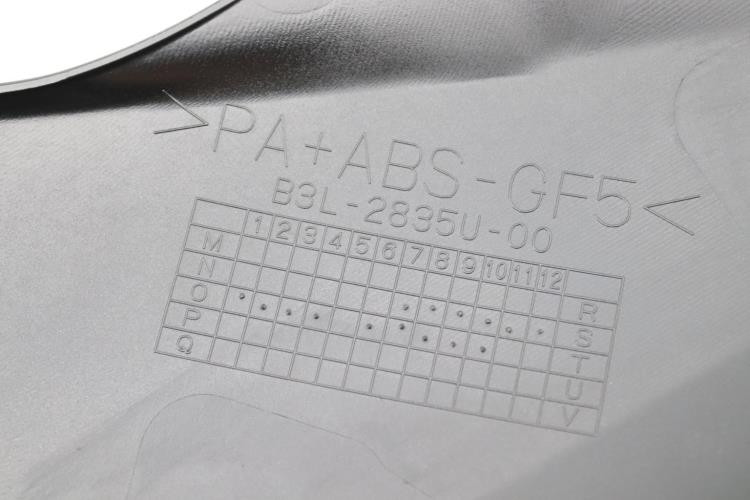 >PA+ABS-GF5<
B3L-2835U-00
1 2 3 4 5 6 7 8 9 10 11 12
M R
N S
O T
P U
Q V